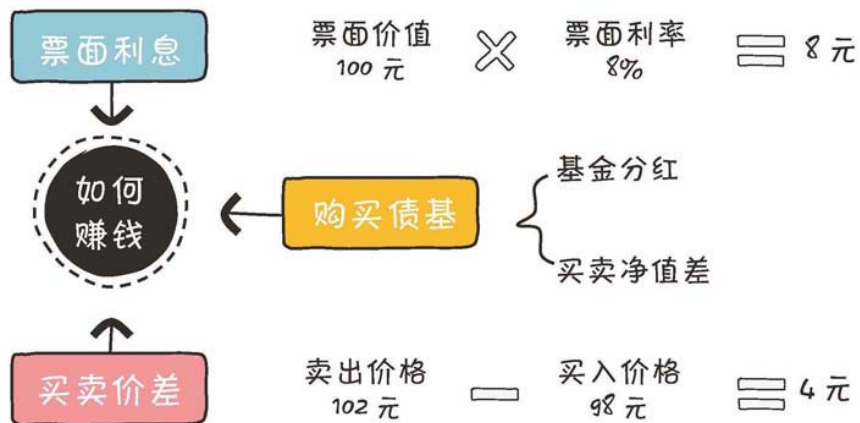 票面利息
票面价值 × 票面利率 = 8 元
100 元 8%
如何
赚钱
购买债基
基金分红
买卖净值差
买卖价差
卖出价格 — 买入价格 = 4 元
102 元 98 元